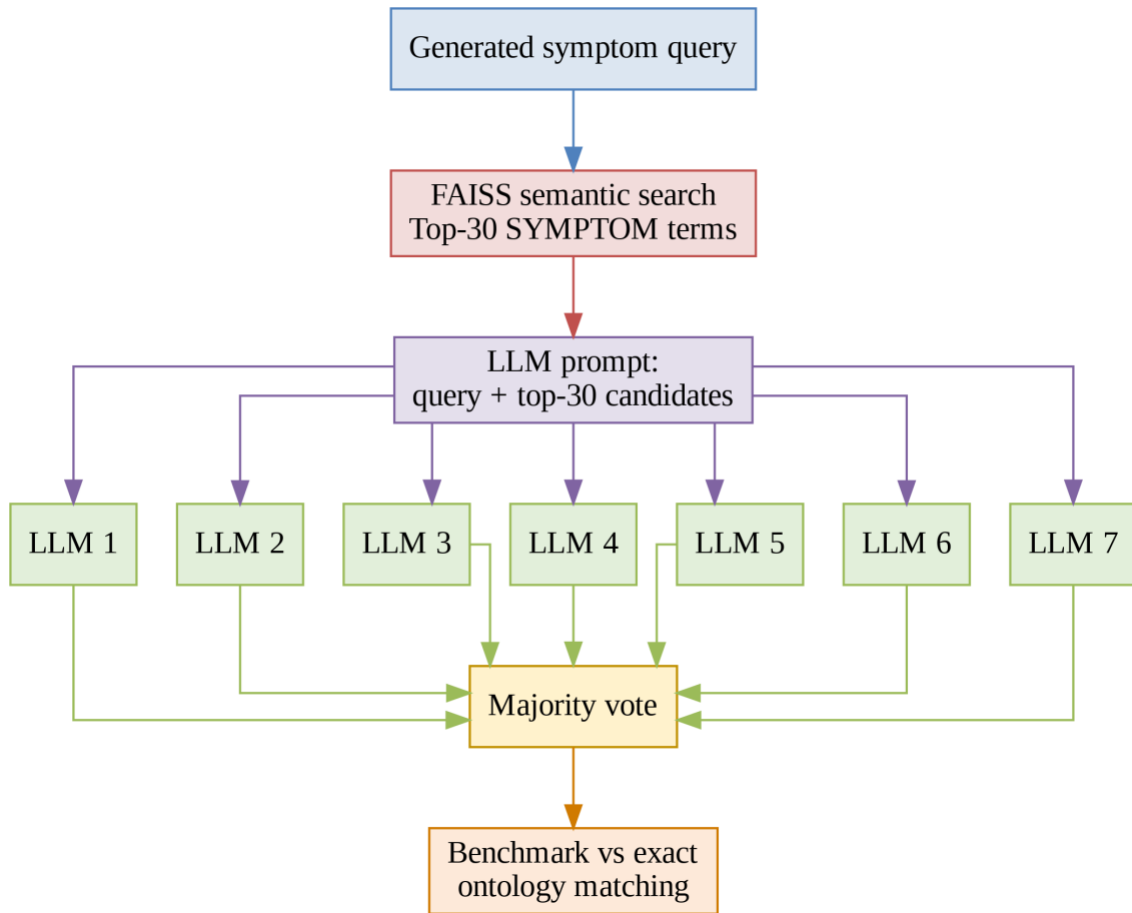 Generated symptom query
FAISS semantic search
Top-30 SYMPTOM terms
LLM prompt:
query + top-30 candidates
LLM 1
LLM 2
LLM 3
LLM 4
LLM 5
LLM 6
LLM 7
Majority vote
Benchmark vs exact
ontology matching